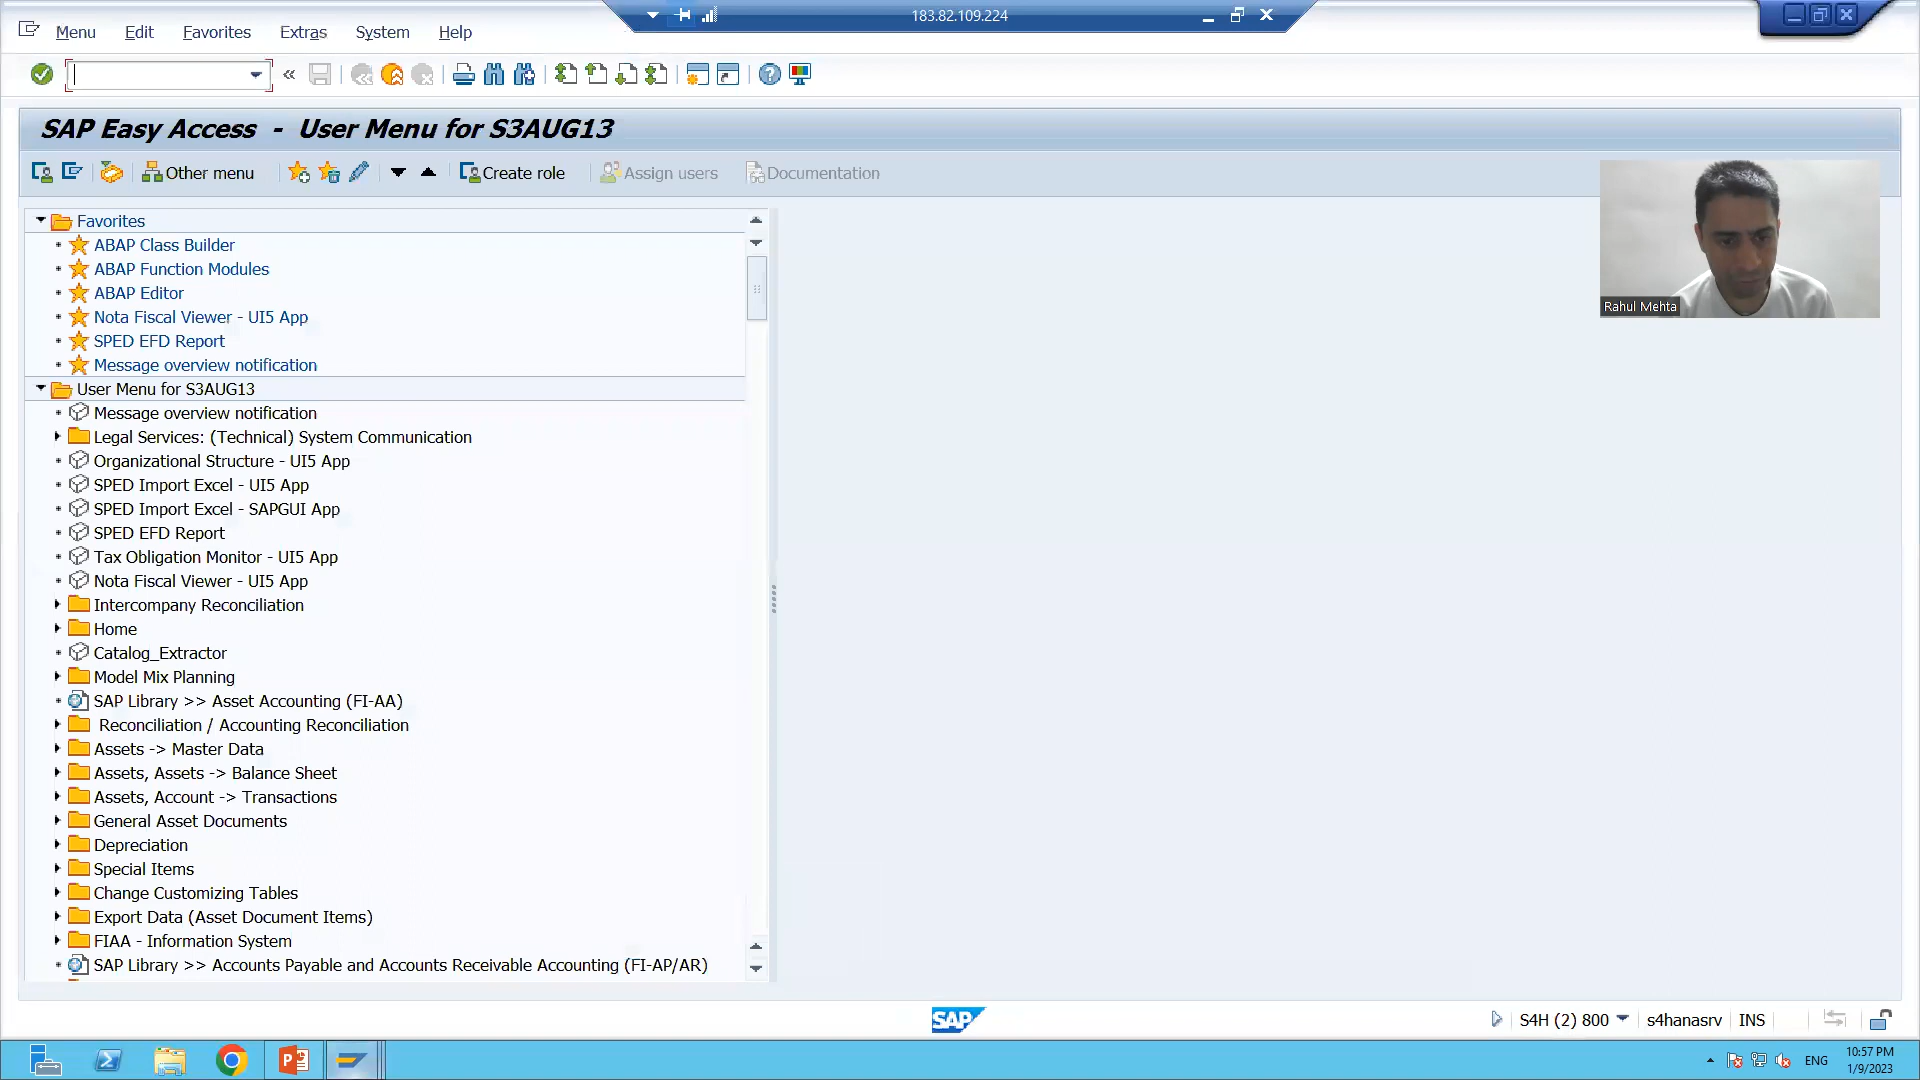 183.82.109.224
Menu Edit Favorites Extras System Help
SAP Easy Access - User Menu for S3AUG13
Other menu Create role Assign users Documentation
Favorites
ABAP Class Builder
ABAP Function Modules
ABAP Editor
Nota Fiscal Viewer - UI5 App
SPED EFD Report
Message overview notification
User Menu for S3AUG13
Message overview notification
Legal Services: (Technical) System Communication
Organizational Structure - UI5 App
SPED Import Excel - UI5 App
SPED Import Excel - SAPGUI App
SPED EFD Report
Tax Obligation Monitor - UI5 App
Nota Fiscal Viewer - UI5 App
Intercompany Reconciliation
Home
Catalog_Extractor
Model Mix Planning
SAP Library >> Asset Accounting (FI-AA)
Reconciliation / Accounting Reconciliation
Assets -> Master Data
Assets, Assets -> Balance Sheet
Assets, Account -> Transactions
General Asset Documents
Depreciation
Special Items
Change Customizing Tables
Export Data (Asset Document Items)
FIAA - Information System
SAP Library >> Accounts Payable and Accounts Receivable Accounting (FI-AP/AR)
Rahul Mehta
SAP
S4H (2) 800 s4hanasrv INS
ENG
10:57 PM
1/9/2023